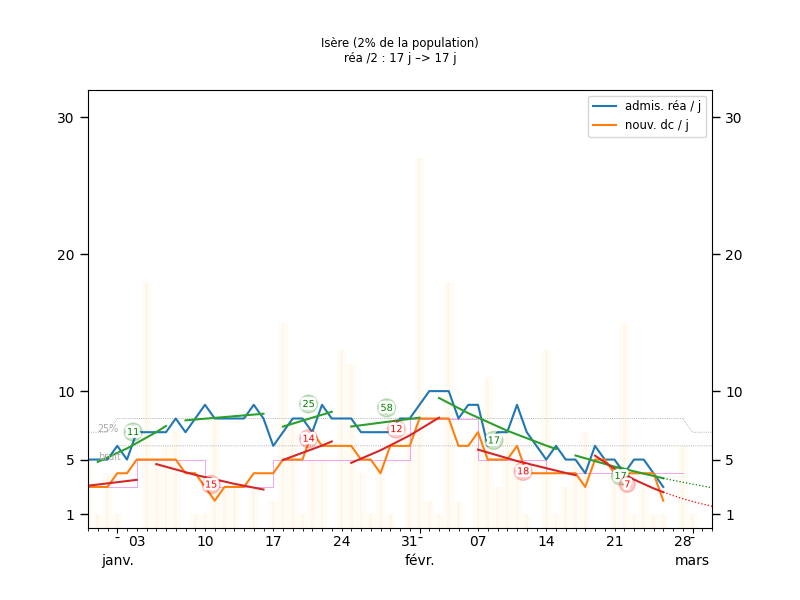 Isère (2% de la population)
réa /2 : 17 j –> 17 j
admis. réa / j
nouv. dc / j
30 30
20 20
10 10
5 5
1 1
25%
11
25
14
58
12
15
17
18
17
7
03 10 17 24 31 07 14 21 28
janv. févr. mars